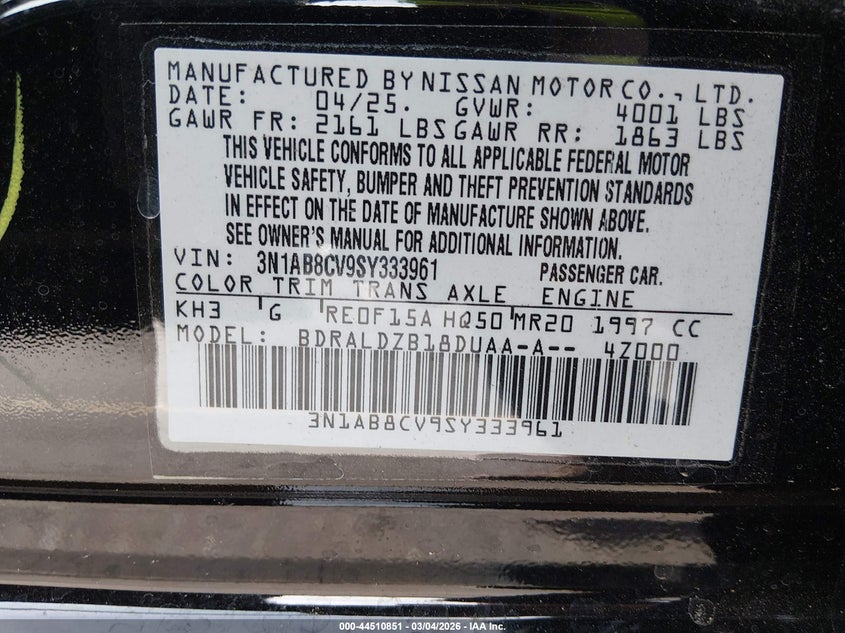 MANUFACTURED BY NISSAN MOTOR CO., LTD.
DATE: 04/25. GVWR: 4001 LBS
GAWR FR: 2161 LBS GAWR RR: 1863 LBS
THIS VEHICLE CONFORMS TO ALL APPLICABLE FEDERAL MOTOR
VEHICLE SAFETY, BUMPER AND THEFT PREVENTION STANDARDS
IN EFFECT ON THE DATE OF MANUFACTURE SHOWN ABOVE.
SEE OWNER'S MANUAL FOR ADDITIONAL INFORMATION.
VIN: 3N1AB8CV9SY333961 PASSENGER CAR.
COLOR TRIM TRANS AXLE ENGINE
KH3 G RE0F15A HQ50 MR20 1997 CC
MODEL: BDRALDZB18DUAA-A-- 4Z000
3N1AB8CV9SY333961
000-44510851 - 03/04/2026 - IAA Inc.